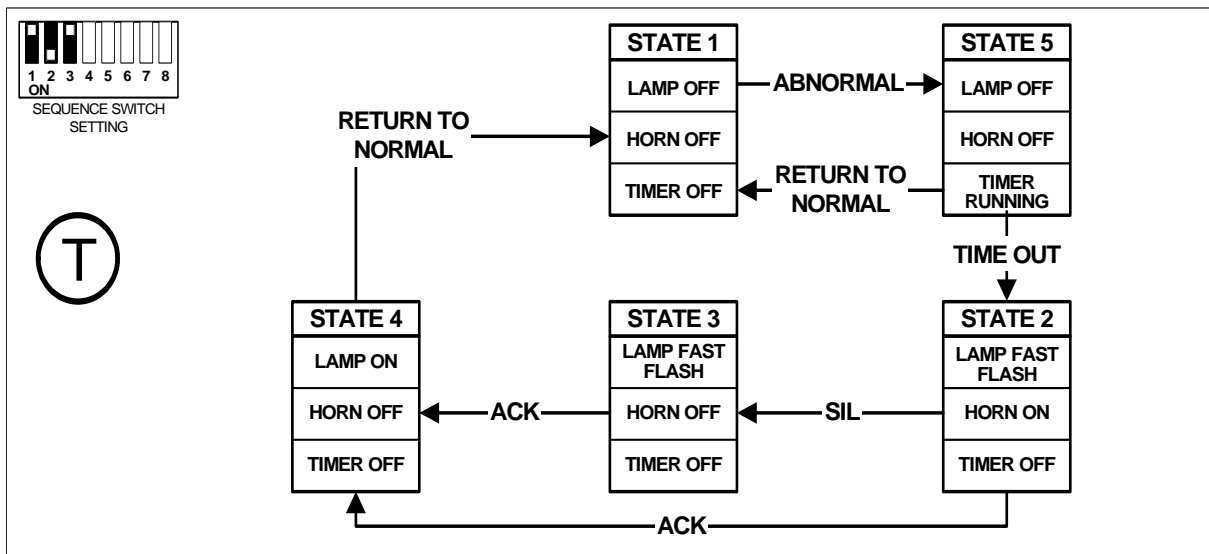 1 2 3 4 5 6 7 8
ON
SEQUENCE SWITCH
SETTING
T
STATE 1
LAMP OFF
HORN OFF
TIMER OFF
ABNORMAL
RETURN TO
NORMAL
STATE 5
LAMP OFF
HORN OFF
TIMER
RUNNING
RETURN TO
NORMAL
TIME OUT
STATE 4
LAMP ON
HORN OFF
TIMER OFF
ACK
STATE 3
LAMP FAST
FLASH
HORN OFF
TIMER OFF
SIL
STATE 2
LAMP FAST
FLASH
HORN ON
TIMER OFF
ACK